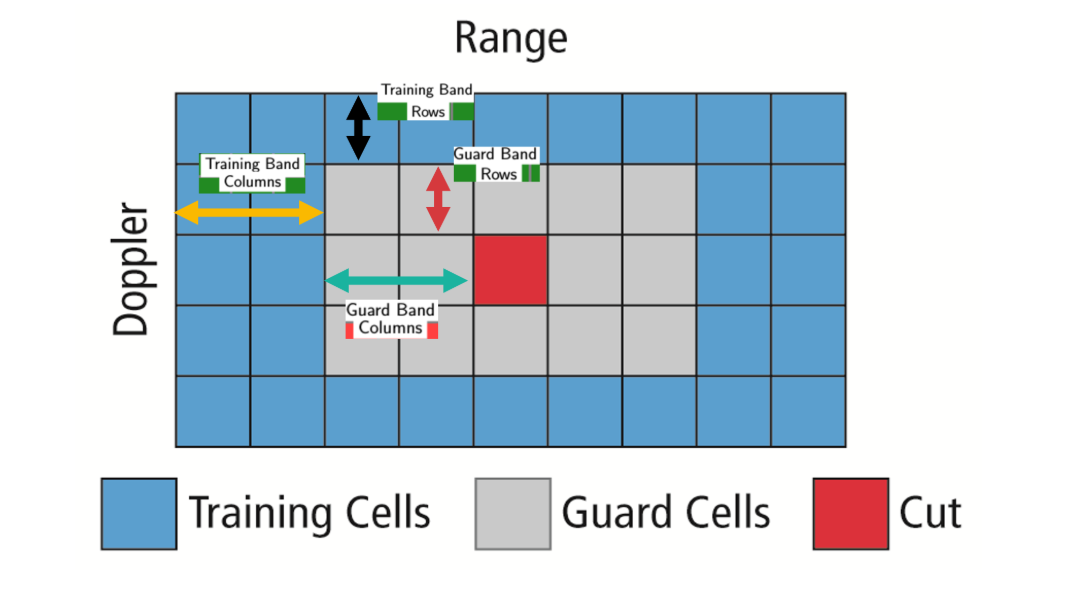 Range
Training Band
Rows
Guard Band
Rows
Training Band
Columns
Doppler
Guard Band
Columns
Training Cells
Guard Cells
Cut